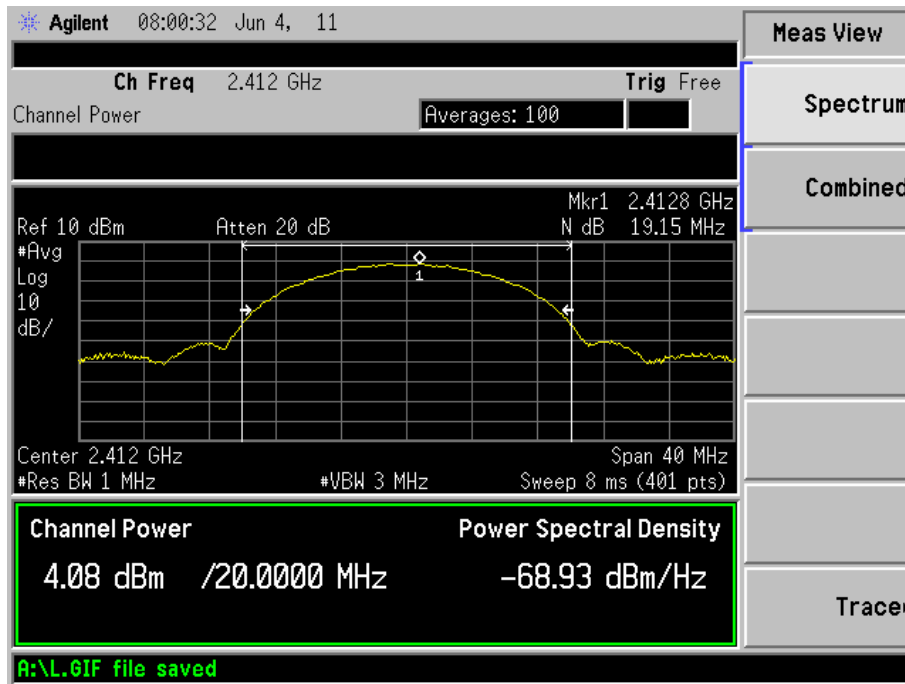 Agilent 08:00:32 Jun 4, 11
Meas View
Ch Freq 2.412 GHz Trig Free
Channel Power Averages: 100
Spectrum
Combined
Mkr1 2.4128 GHz
Ref 10 dBm Atten 20 dB N dB 19.15 MHz
#Avg
Log
10
dB/
1
Center 2.412 GHz Span 40 MHz
#Res BW 1 MHz #VBW 3 MHz Sweep 8 ms (401 pts)
Channel Power Power Spectral Density
4.08 dBm /20.0000 MHz -68.93 dBm/Hz
Trace
A:\L.GIF file saved